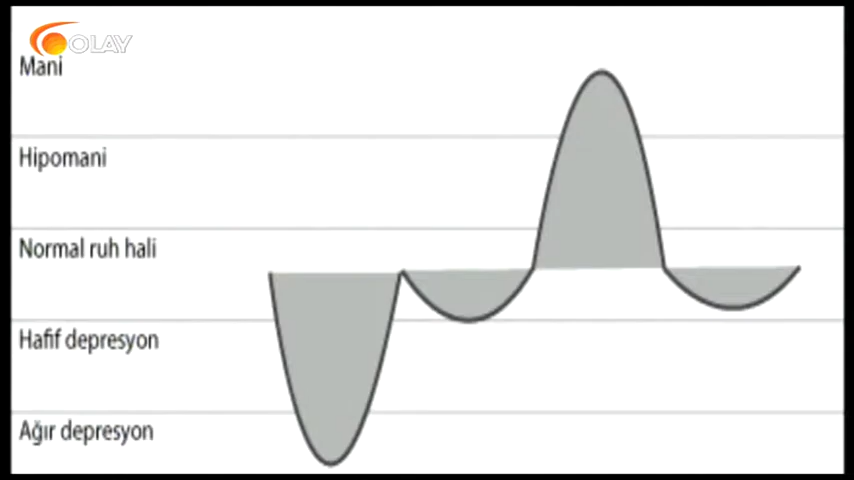 OLAY
Mani
Hipomani
Normal ruh hali
Hafif depresyon
Ağır depresyon